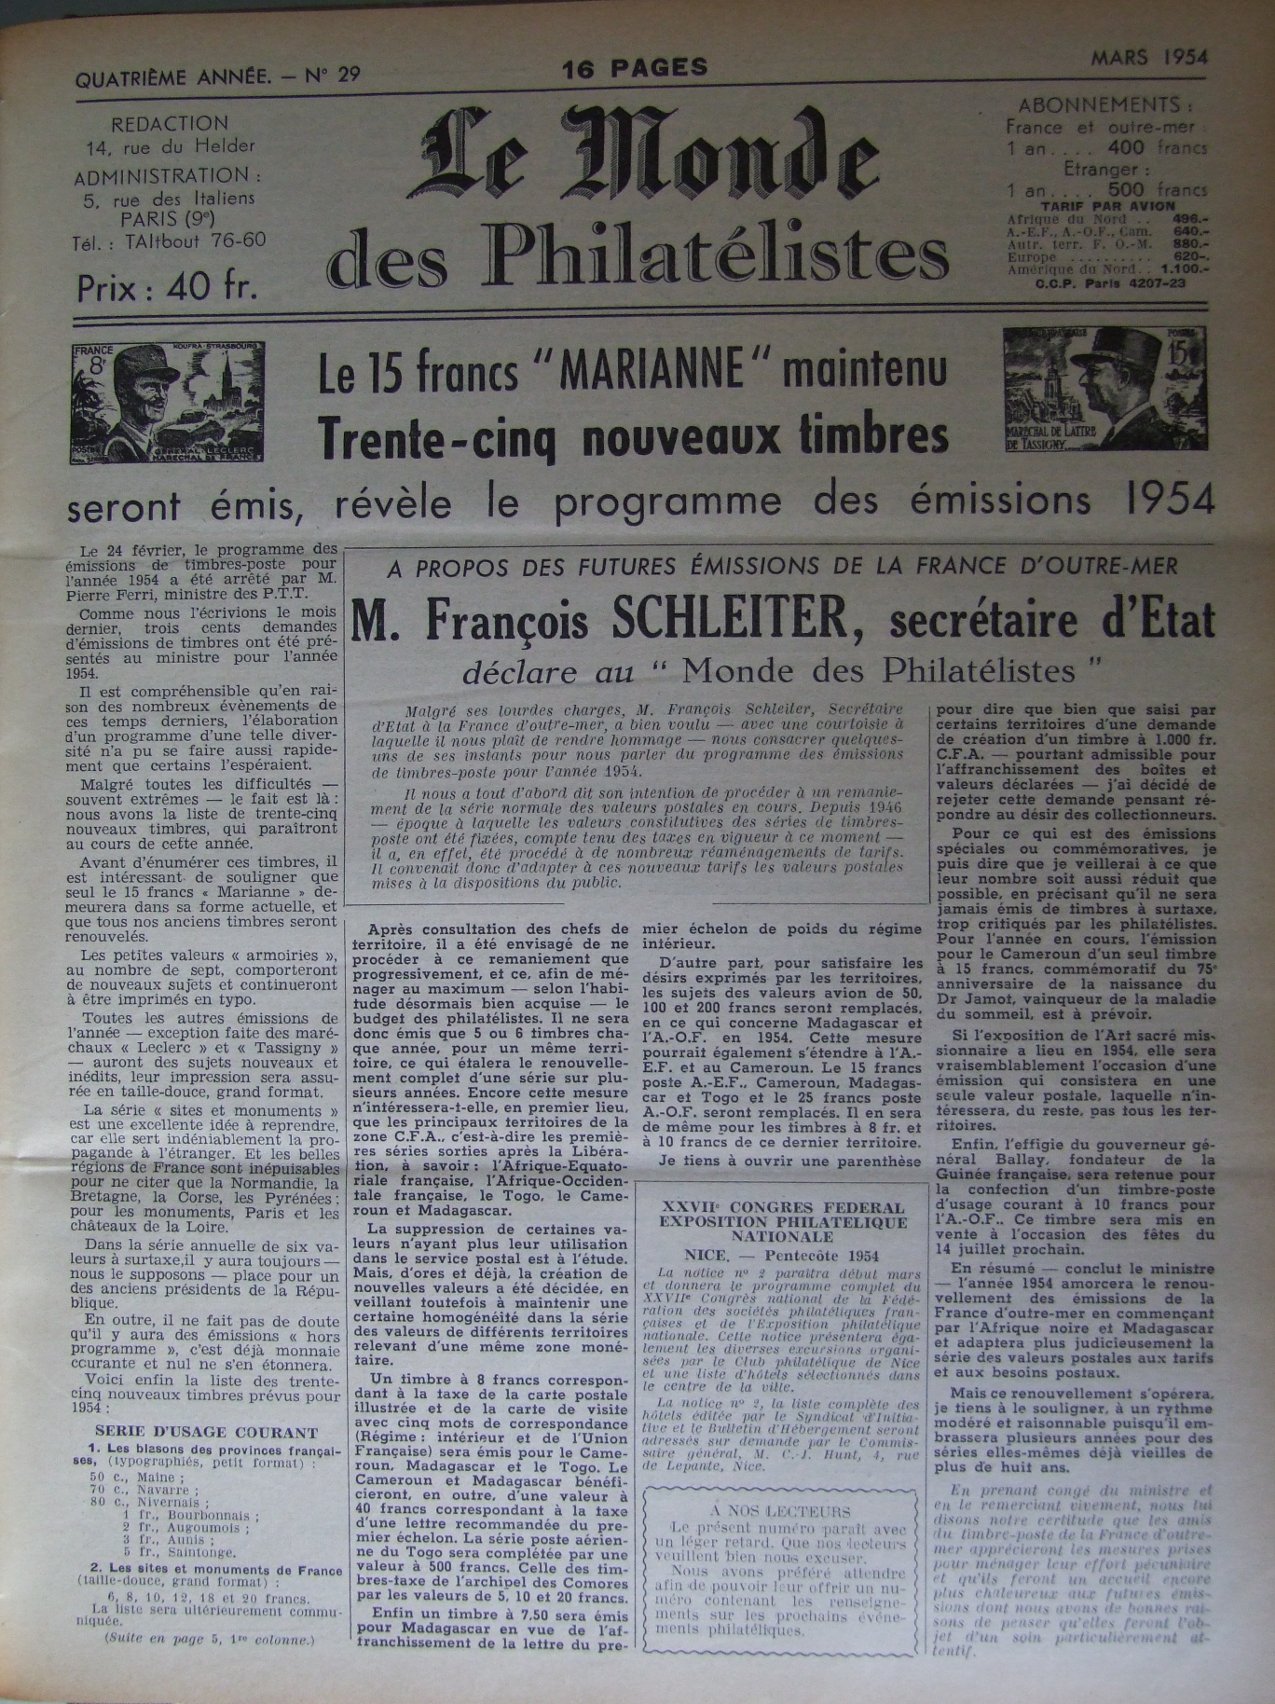 QUATRIÈME ANNÉE. — N° 29
16 PAGES
MARS 1954
REDACTION
14, rue du Helder
ADMINISTRATION :
5, rue des Italiens
PARIS (9e)
Tél. : TAItbout 76-60
Prix : 40 fr.
Le Monde
des Philatélistes
ABONNEMENTS :
France et outre-mer
1 an.... 400 francs
Etranger :
1 an.... 500 francs
TARIF PAR AVION
Afrique du Nord .. 496.-
A.-E.F., A.-O.F., Cam. 640.-
Autr. terr. F. O.-M. 880.-
Europe .......... 620-.
Amérique du Nord.. 1.100.-
C.C.P. Paris 4207-23
FRANCE
8F
KOUFRA-STRASBOURG
LECLERC
MARECHAL DE FRANCE
Le 15 francs "MARIANNE" maintenu
Trente-cinq nouveaux timbres
POSTES
15F
MARÉCHAL DE LATTRE
DE TASSIGNY
seront émis, révèle le programme des émissions 1954
Le 24 février, le programme des
émissions de timbres-poste pour
l'année 1954 a été arrêté par M.
Pierre Ferri, ministre des P.T.T.
Comme nous l'écrivions le mois
dernier, trois cents demandes
d'émissions de timbres ont été pré-
sentés au ministre pour l'année
1954.
Il est compréhensible qu'en rai-
son des nombreux évènements de
ces temps derniers, l'élaboration
d'un programme d'une telle diver-
sité n'a pu se faire aussi rapide-
ment que certains l'espéraient.
Malgré toutes les difficultés —
souvent extrêmes — le fait est là :
nous avons la liste de trente-cinq
nouveaux timbres, qui paraîtront
au cours de cette année.
Avant d'énumérer ces timbres, il
est intéressant de souligner que
seul le 15 francs « Marianne » de-
meurera dans sa forme actuelle, et
que tous nos anciens timbres seront
renouvelés.
Les petites valeurs « armoiries »,
au nombre de sept, comporteront
de nouveaux sujets et continueront
à être imprimés en typo.
Toutes les autres émissions de
l'année — exception faite des maré-
chaux « Leclerc » et « Tassigny »
— auront des sujets nouveaux et
inédits, leur impression sera assu-
rée en taille-douce, grand format.
La série « sites et monuments »
est une excellente idée à reprendre,
car elle sert indéniablement la pro-
pagande à l'étranger. Et les belles
régions de France sont inépuisables
pour ne citer que la Normandie, la
Bretagne, la Corse, les Pyrénées ;
pour les monuments, Paris et les
châteaux de la Loire.
Dans la série annuelle de six va-
leurs à surtaxe,il y aura toujours—
nous le supposons — place pour un
des anciens présidents de la Répu-
blique.
En outre, il ne fait pas de doute
qu'il y aura des émissions « hors
programme », c'est déjà monnaie
ccurante et nul ne s'en étonnera.
Voici enfin la liste des trente-
cinq nouveaux timbres prévus pour
1954 :
SERIE D'USAGE COURANT
1. Les blasons des provinces françai-
ses, (typographiés, petit format) :
50 c., Maine ;
70 c., Navarre ;
80 c., Nivernais ;
1 fr., Bourbonnais ;
2 fr., Augoumois ;
3 fr., Aunis ;
5 fr., Saintonge.
2. Les sites et monuments de France
(taille-douce, grand format) :
6, 8, 10, 12, 18 et 20 francs.
La liste sera ultérieurement commu-
niquée.
(Suite en page 5, 1re colonne.)
A PROPOS DES FUTURES ÉMISSIONS DE LA FRANCE D'OUTRE-MER
M. François SCHLEITER, secrétaire d'Etat
déclare au " Monde des Philatélistes "
Malgré ses lourdes charges, M. François Schleiter, Secrétaire
d'Etat à la France d'outre-mer, a bien voulu — avec une courtoisie à
laquelle il nous plaît de rendre hommage — nous consacrer quelques-
uns de ses instants pour nous parler du programme des émissions
de timbres-poste pour l'année 1954.
Il nous a tout d'abord dit son intention de procéder à un remanie-
ment de la série normale des valeurs postales en cours. Depuis 1946
— époque à laquelle les valeurs constitutives des séries de timbres-
poste ont été fixées, compte tenu des taxes en vigueur à ce moment —
il a, en effet, été procédé à de nombreux réaménagements de tarifs.
Il convenait donc d'adapter à ces nouveaux tarifs les valeurs postales
mises à la dispositions du public.
Après consultation des chefs de
territoire, il a été envisagé de ne
procéder à ce remaniement que
progressivement, et ce, afin de mé-
nager au maximum — selon l'habi-
tude désormais bien acquise — le
budget des philatélistes. Il ne sera
donc émis que 5 ou 6 timbres cha-
que année, pour un même terri-
toire, ce qui étalera le renouvelle-
ment complet d'une série sur plu-
sieurs années. Encore cette mesure
n'intéressera-t-elle, en premier lieu,
que les principaux territoires de la
zone C.F.A., c'est-à-dire les premiè-
res séries sorties après la Libéra-
tion, à savoir : l'Afrique-Equato-
riale française, l'Afrique-Occiden-
tale française, le Togo, le Came-
roun et Madagascar.
La suppression de certaines va-
leurs n'ayant plus leur utilisation
dans le service postal est à l'étude.
Mais, d'ores et déjà, la création de
nouvelles valeurs a été décidée, en
veillant toutefois à maintenir une
certaine homogénéité dans la série
des valeurs de différents territoires
relevant d'une même zone moné-
taire.
Un timbre à 8 francs correspon-
dant à la taxe de la carte postale
illustrée et de la carte de visite
avec cinq mots de correspondance
(Régime : intérieur et de l'Union
Française) sera émis pour le Came-
roun, Madagascar et le Togo. Le
Cameroun et Madagascar bénéfi-
cieront, en outre, d'une valeur à
40 francs correspondant à la taxe
d'une lettre recommandée du pre-
mier échelon. La série poste aérien-
ne du Togo sera complétée par une
valeur à 500 francs. Celle des tim-
bres-taxe de l'archipel des Comores
par les valeurs de 5, 10 et 20 francs.
Enfin un timbre à 7,50 sera émis
pour Madagascar en vue de l'af-
franchissement de la lettre du pre-
mier échelon de poids du régime
intérieur.
D'autre part, pour satisfaire les
désirs exprimés par les territoires,
les sujets des valeurs avion de 50,
100 et 200 francs seront remplacés,
en ce qui concerne Madagascar et
l'A.-O.F. en 1954. Cette mesure
pourrait également s'étendre à l'A.-
E.F. et au Cameroun. Le 15 francs
poste A.-E.F., Cameroun, Madagas-
car et Togo et le 25 francs poste
A.-O.F. seront remplacés. Il en sera
de même pour les timbres à 8 fr. et
à 10 francs de ce dernier territoire.
Je tiens à ouvrir une parenthèse
XXVIIe CONGRES FEDERAL
EXPOSITION PHILATELIQUE
NATIONALE
NICE. — Pentecôte 1954
La notice n° 2 paraîtra début mars
et donnera le programme complet du
XXVIIe Congrès national de la Fédé-
ration des sociétés philatéliques fran-
çaises et de l'Exposition philatélique
nationale. Cette notice présentera éga-
lement les diverses excursions organi-
sées par le Club philatélique de Nice
et une liste d'hôtels sélectionnés dans
le centre de la ville.
La notice n° 2, la liste complète des
hôtels éditée par le Syndicat d'Initia-
tive et le Bulletin d'Hébergement seront
adressés sur demande par le Commis-
saire général, M. C.-J. Hunt, 4, rue
de Lepante, Nice.
A NOS LECTEURS
Le présent numéro paraît avec
un léger retard. Que nos lecteurs
veuillent bien nous excuser.
Nous avons préféré attendre
afin de pouvoir leur offrir un nu-
méro contenant les renseigne-
ments sur les prochains événe-
ments philatéliques.
pour dire que bien que saisi par
certains territoires d'une demande
de création d'un timbre à 1.000 fr.
C.F.A. — pourtant admissible pour
l'affranchissement des boîtes et
valeurs déclarées — j'ai décidé de
rejeter cette demande pensant ré-
pondre au désir des collectionneurs.
Pour ce qui est des émissions
spéciales ou commémoratives, je
puis dire que je veillerai à ce que
leur nombre soit aussi réduit que
possible, en précisant qu'il ne sera
jamais émis de timbres à surtaxe,
trop critiqués par les philatélistes.
Pour l'année en cours, l'émission
pour le Cameroun d'un seul timbre
à 15 francs, commémoratif du 75e
anniversaire de la naissance du
Dr Jamot, vainqueur de la maladie
du sommeil, est à prévoir.
Si l'exposition de l'Art sacré mis-
sionnaire a lieu en 1954, elle sera
vraisemblablement l'occasion d'une
émission qui consistera en une
seule valeur postale, laquelle n'in-
téressera, du reste, pas tous les ter-
ritoires.
Enfin, l'effigie du gouverneur gé-
néral Ballay, fondateur de la
Guinée française, sera retenue pour
la confection d'un timbre-poste
d'usage courant à 10 francs pour
l'A.-O.F.. Ce timbre sera mis en
vente à l'occasion des fêtes du
14 juillet prochain.
En résumé — conclut le ministre
— l'année 1954 amorcera le renou-
vellement des émissions de la
France d'outre-mer en commençant
par l'Afrique noire et Madagascar
et adaptera plus judicieusement la
série des valeurs postales aux tarifs
et aux besoins postaux.
Mais ce renouvellement s'opérera,
je tiens à le souligner, à un rythme
modéré et raisonnable puisqu'il em-
brassera plusieurs années pour des
séries elles-mêmes déjà vieilles de
plus de huit ans.
En prenant congé du ministre et
en le remerciant vivement, nous lui
disons notre certitude que les amis
du timbre-poste de la France d'outre-
mer apprécieront les mesures prises
pour ménager leur effort pécuniaire
et qu'ils feront un accueil encore
plus chaleureux aux futures émis-
sions dont nous avons de bonnes rai-
sons de penser qu'elles feront l'ob-
jet d'un soin particulièrement at-
tentif.